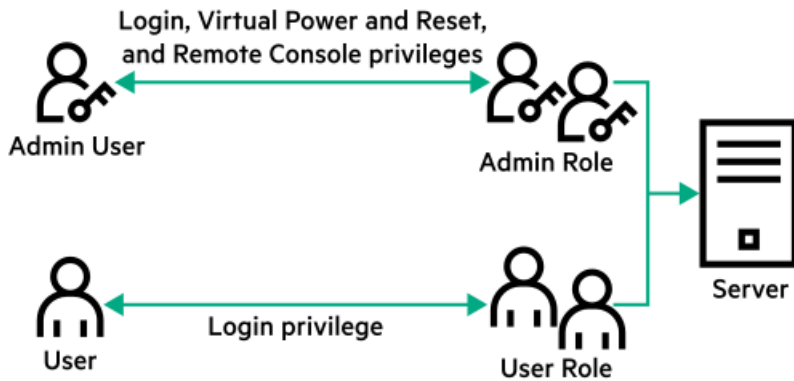 Login, Virtual Power and Reset,
and Remote Console privileges
Admin User
Admin Role
Server
Login privilege
User
User Role